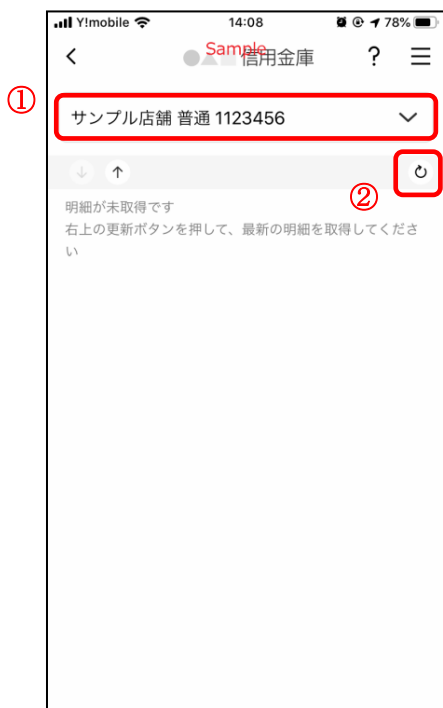 Y!mobile 14:08 78%
Sample
●▲■信用金庫 ?
①
サンプル店舗 普通 1123456
②
明細が未取得です
右上の更新ボタンを押して、最新の明細を取得してくださ
い